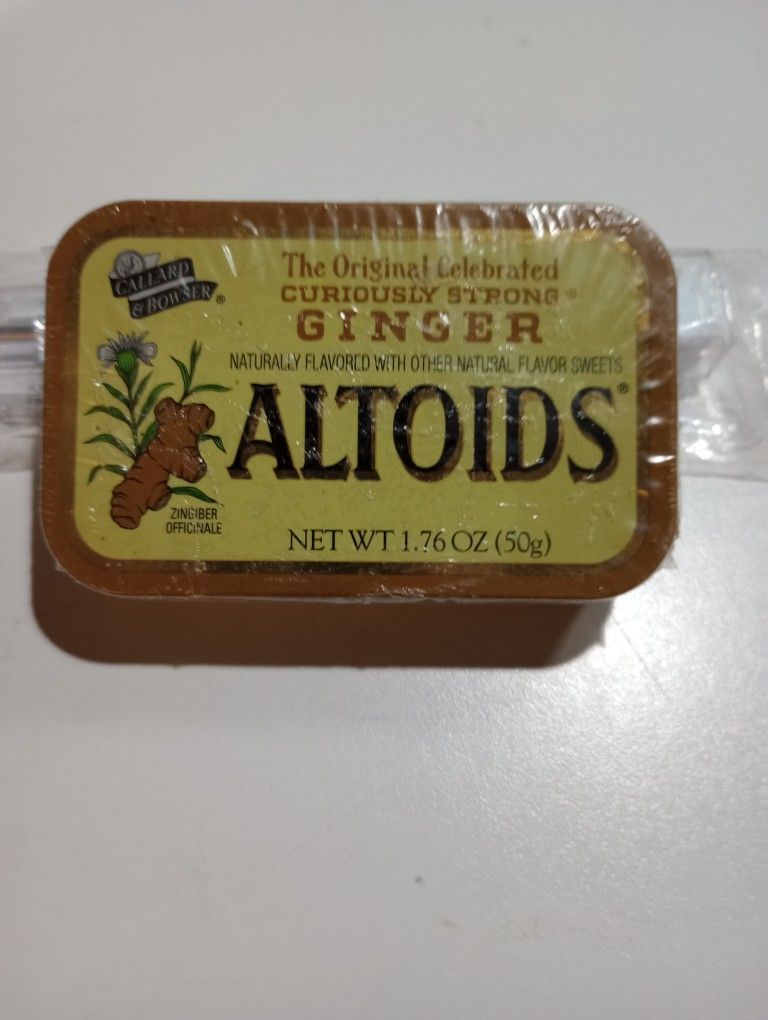 CALLARD
& BOWSER®
The Original Celebrated
CURIOUSLY STRONG®
GINGER
NATURALLY FLAVORED WITH OTHER NATURAL FLAVOR SWEETS
ALTOIDS®
ZINGIBER
OFFICINALE
NET WT 1.76 OZ (50g)